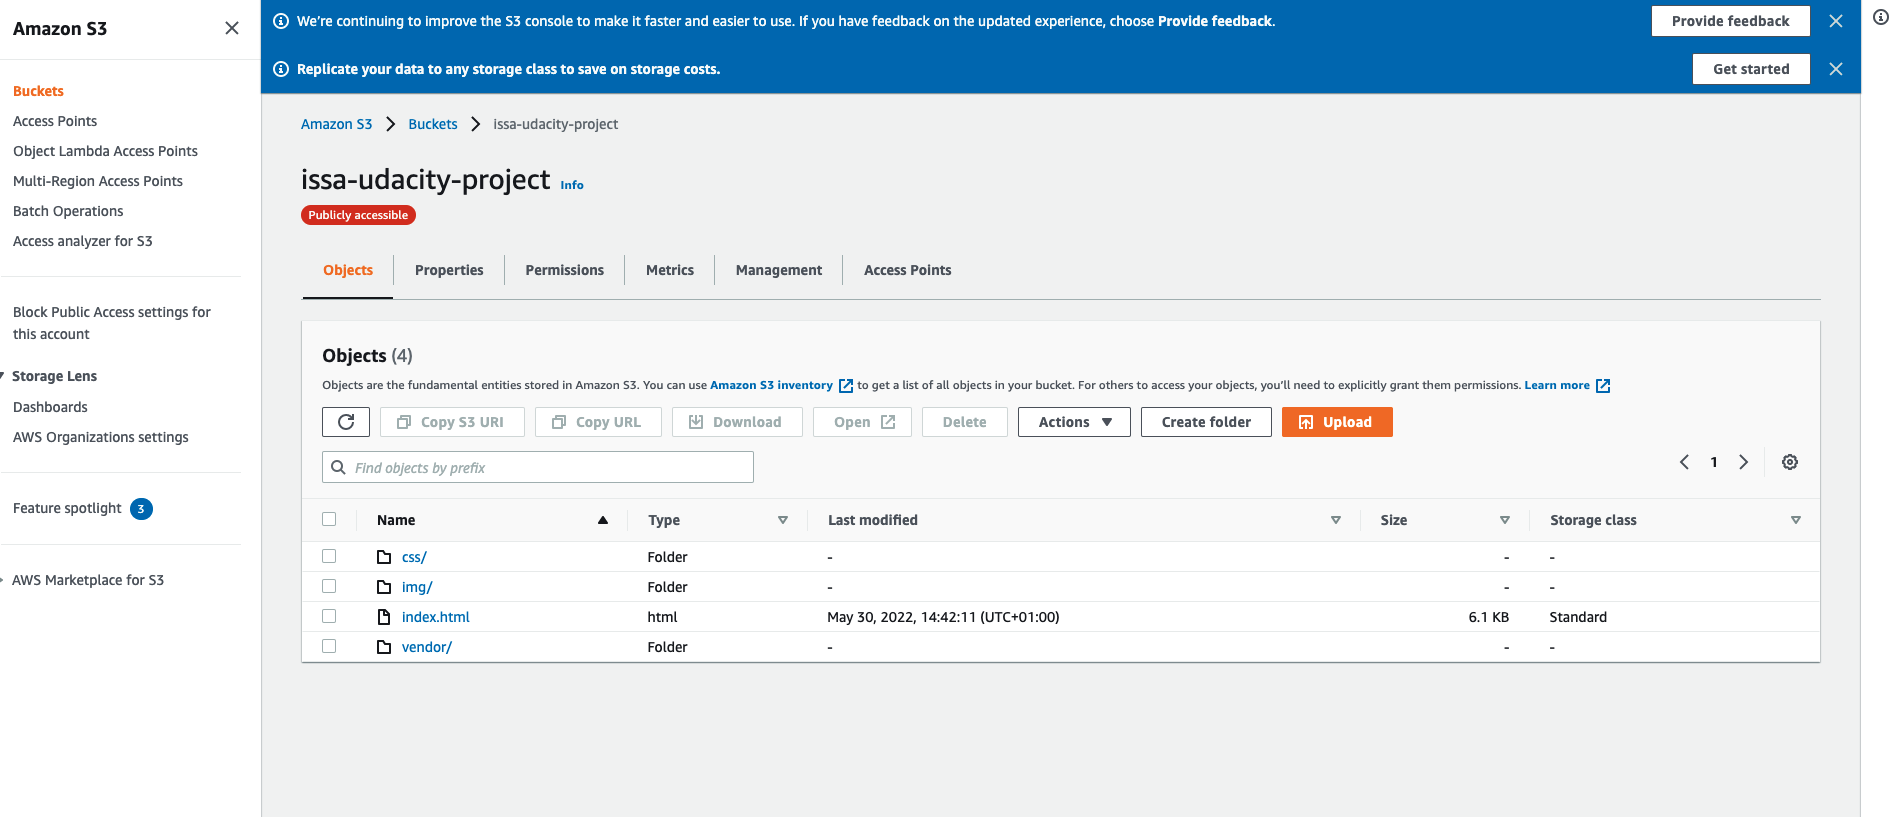 Amazon S3
Buckets
Access Points
Object Lambda Access Points
Multi-Region Access Points
Batch Operations
Access analyzer for S3
Block Public Access settings for
this account
Storage Lens
Dashboards
AWS Organizations settings
Feature spotlight 3
AWS Marketplace for S3
We're continuing to improve the S3 console to make it faster and easier to use. If you have feedback on the updated experience, choose Provide feedback. Provide feedback
Replicate your data to any storage class to save on storage costs. Get started
Amazon S3 Buckets issa-udacity-project
issa-udacity-project Info
Publicly accessible
Objects Properties Permissions Metrics Management Access Points
Objects (4)
Objects are the fundamental entities stored in Amazon S3. You can use Amazon S3 inventory to get a list of all objects in your bucket. For others to access your objects, you'll need to explicitly grant them permissions. Learn more
Copy S3 URI Copy URL Download Open Delete Actions Create folder Upload
Find objects by prefix 1
Name Type Last modified Size Storage class
css/ Folder - - -
img/ Folder - - -
index.html html May 30, 2022, 14:42:11 (UTC+01:00) 6.1 KB Standard
vendor/ Folder - - -